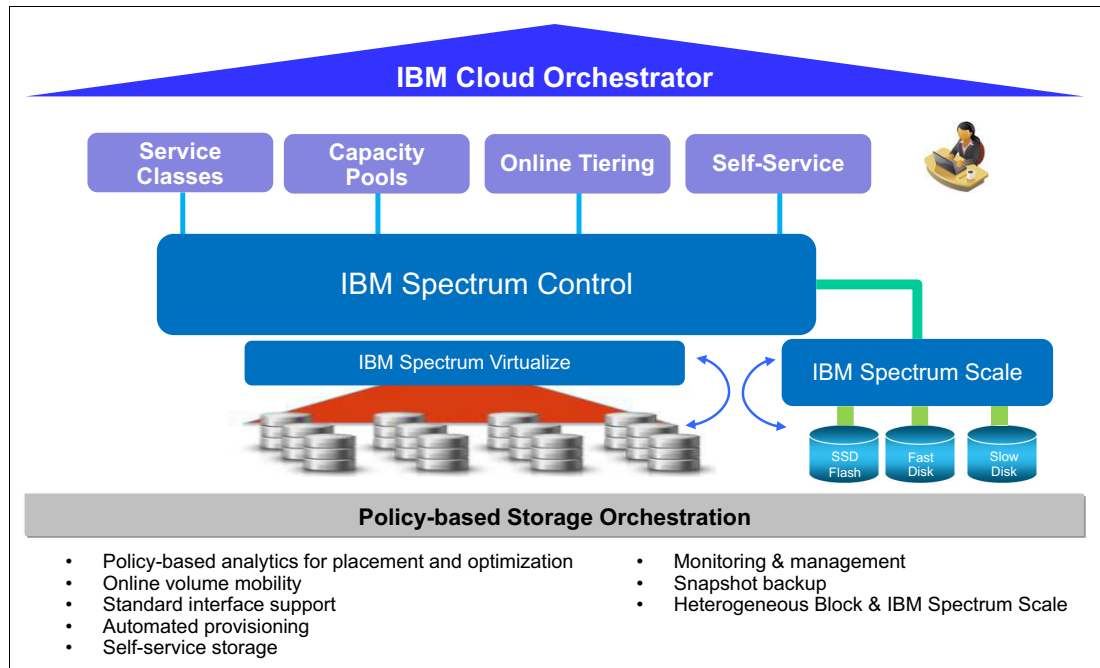 IBM Cloud Orchestrator
Service
Classes
Capacity
Pools
Online Tiering
Self-Service
IBM Spectrum Control
IBM Spectrum Virtualize
IBM Spectrum Scale
SSD
Flash
Fast
Disk
Slow
Disk
Policy-based Storage Orchestration
• Policy-based analytics for placement and optimization
• Online volume mobility
• Standard interface support
• Automated provisioning
• Self-service storage
• Monitoring & management
• Snapshot backup
• Heterogeneous Block & IBM Spectrum Scale